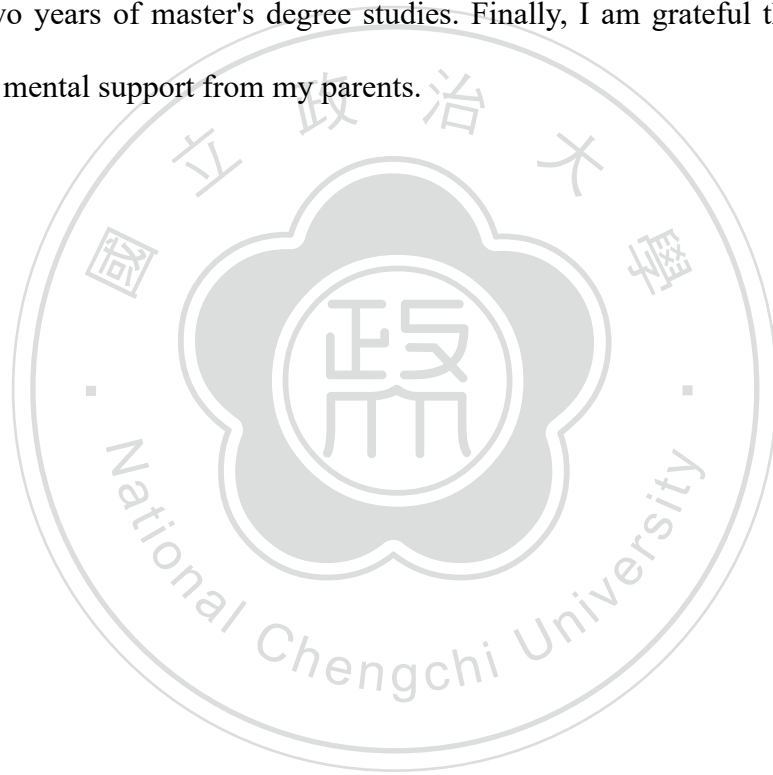 years of master's degree studies. Finally, I am grateful
mental support from my parents.
國立政治大學
政大
National Chengchi University